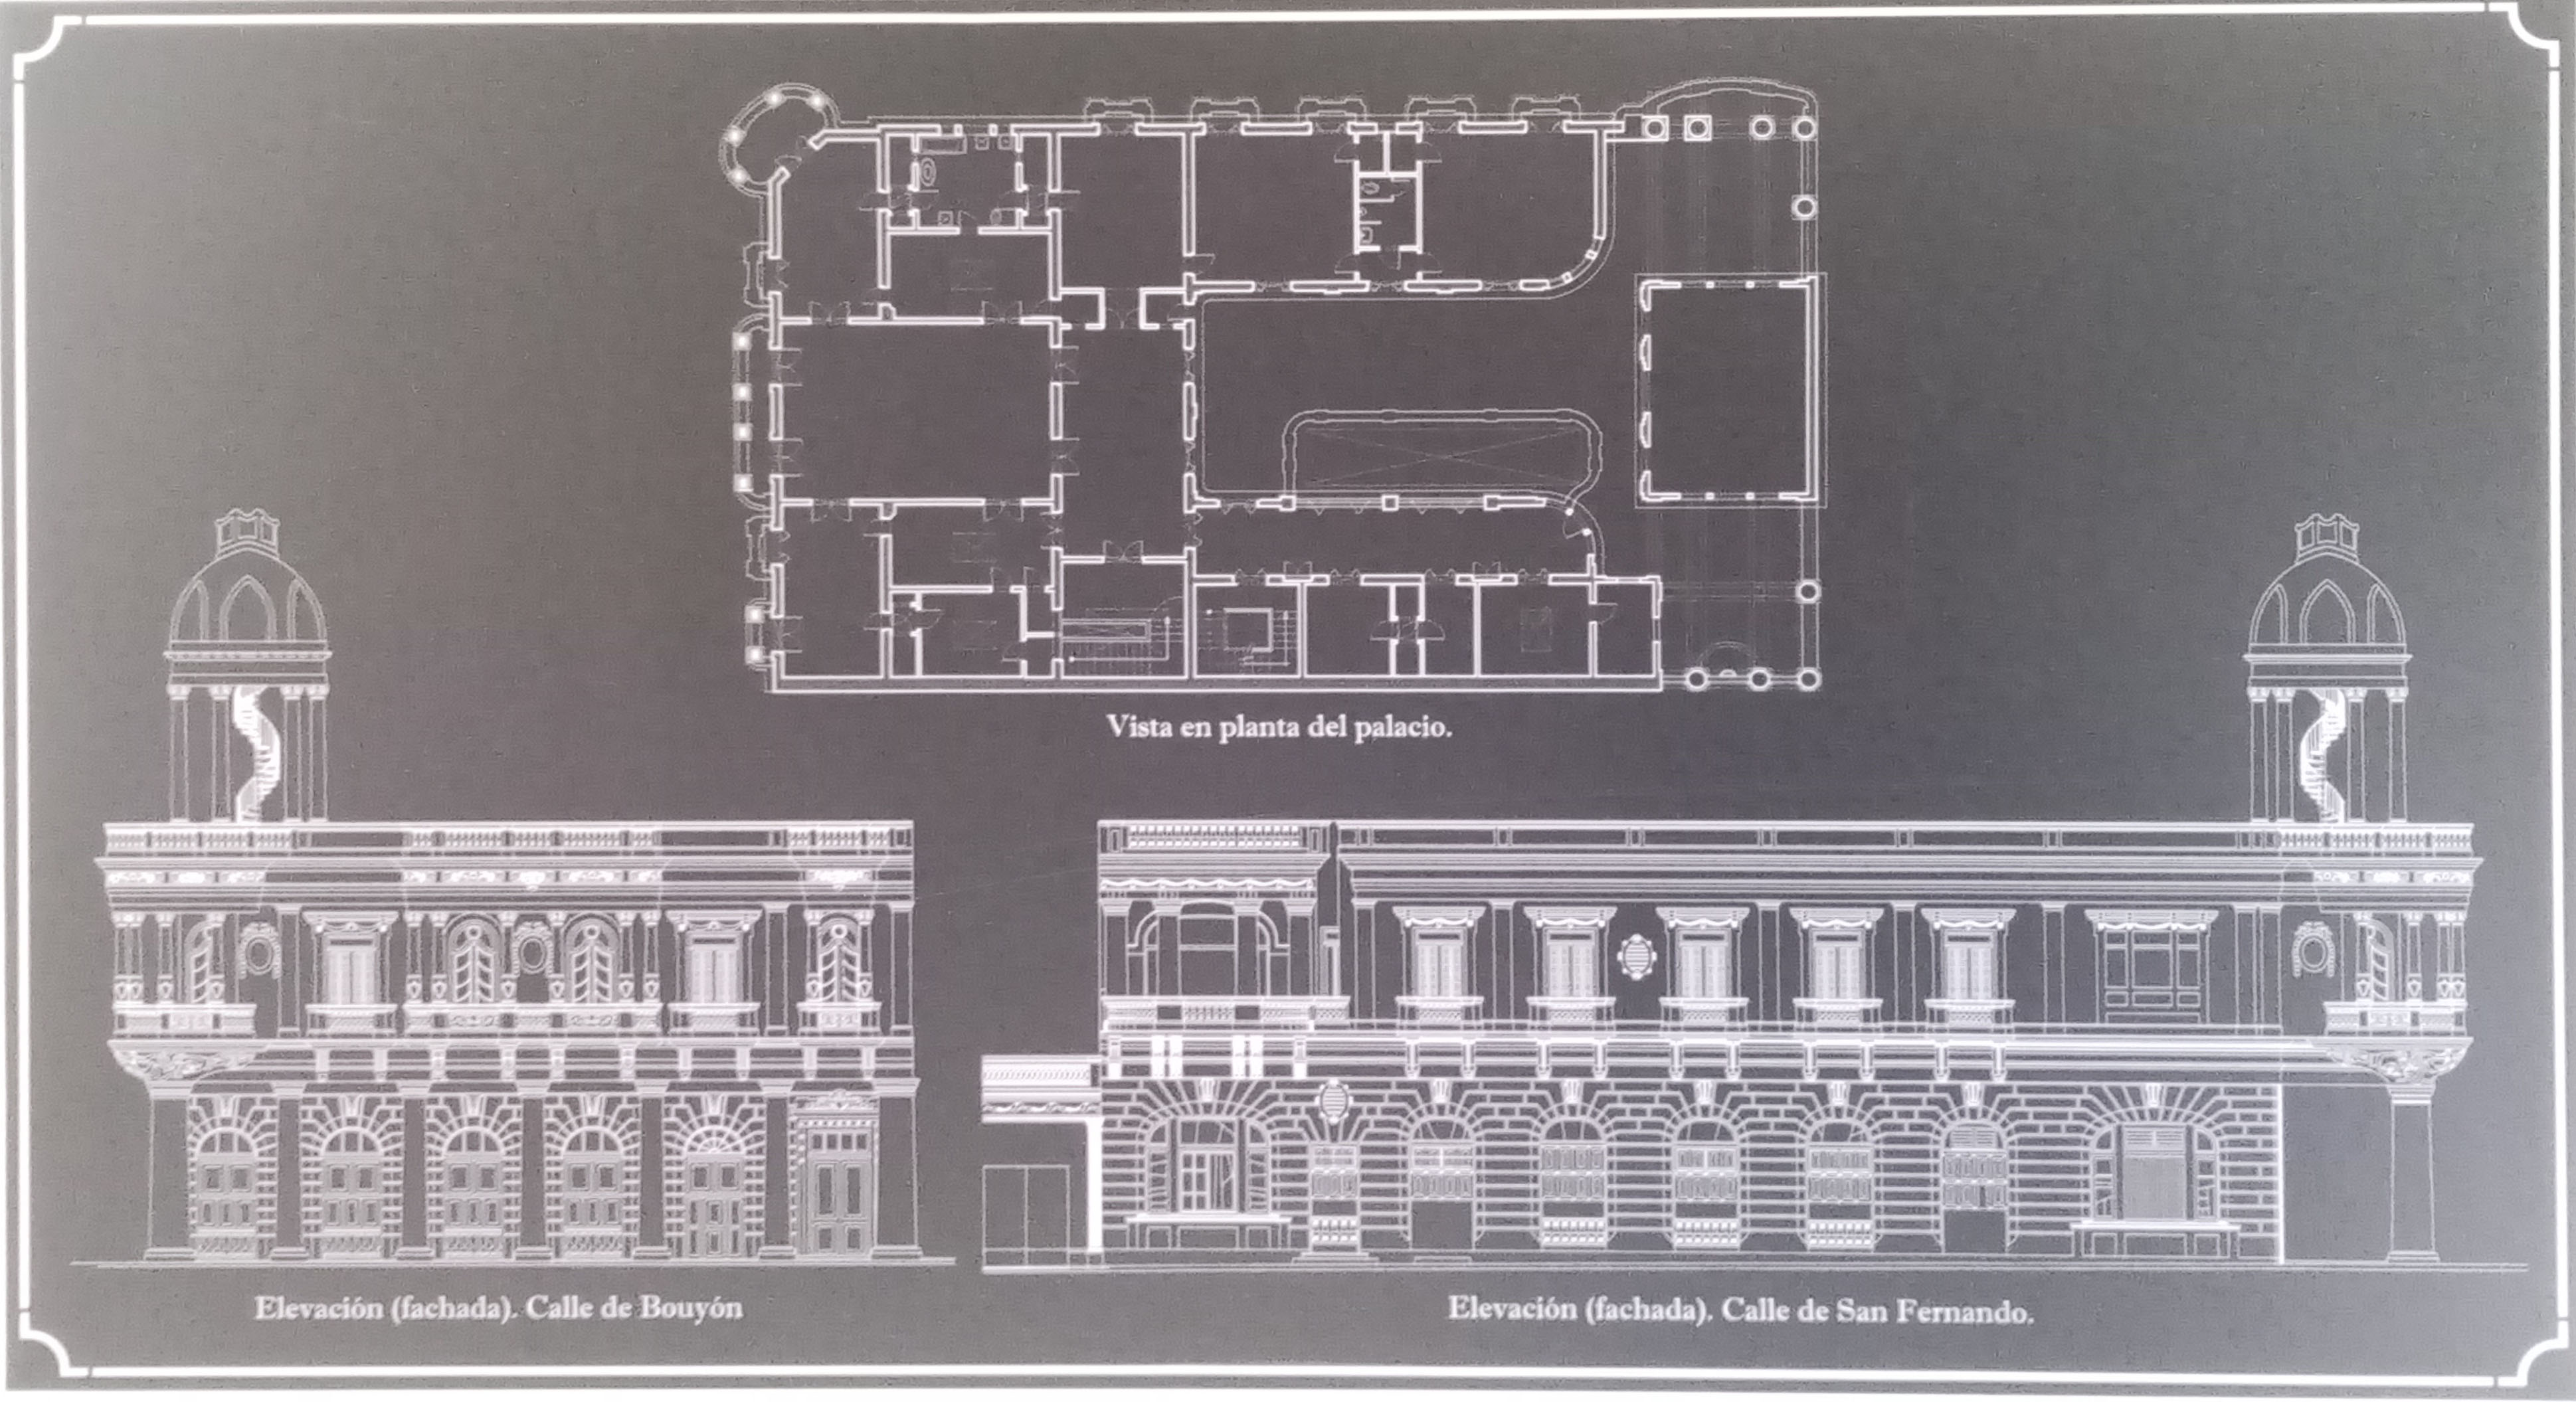 Vista en planta del palacio.
Elevación (fachada). Calle de Bouyón
Elevación (fachada). Calle de San Fernando.